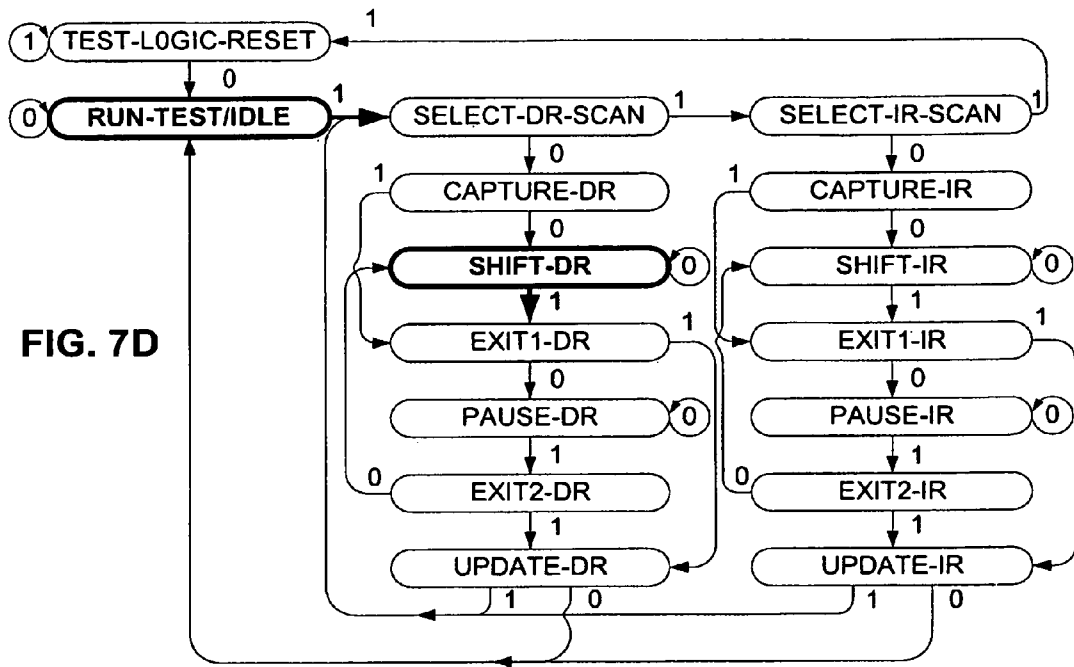 1
1 TEST-L0GIC-RESET
0
0 RUN-TEST/IDLE 1 SELECT-DR-SCAN 1 SELECT-IR-SCAN 1
0 0
1 CAPTURE-DR 1 CAPTURE-IR
0 0
SHIFT-DR 0 SHIFT-IR 0
1 1
FIG. 7D EXIT1-DR 1 EXIT1-IR 1
0 0
PAUSE-DR 0 PAUSE-IR 0
1 1
0 EXIT2-DR 0 EXIT2-IR
1 1
UPDATE-DR UPDATE-IR
1 0 1 0